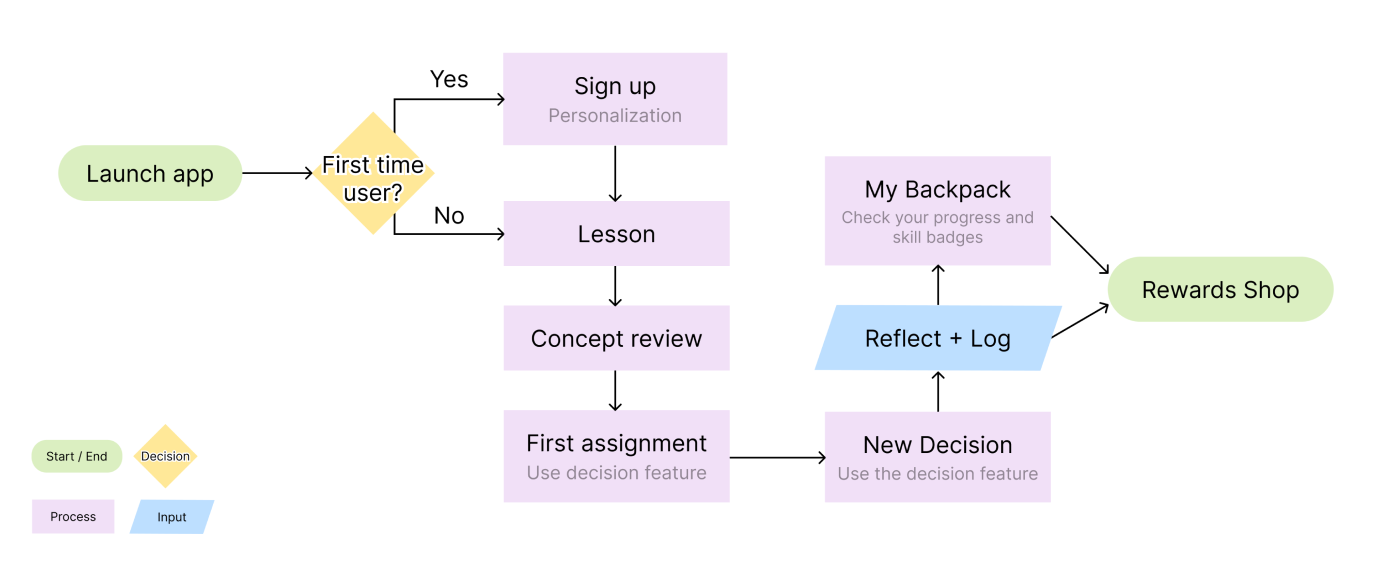 Launch app
First time
user?
Yes
No
Sign up
Personalization
Lesson
Concept review
First assignment
Use decision feature
New Decision
Use the decision feature
Reflect + Log
My Backpack
Check your progress and
skill badges
Rewards Shop
Start / End
Decision
Process
Input